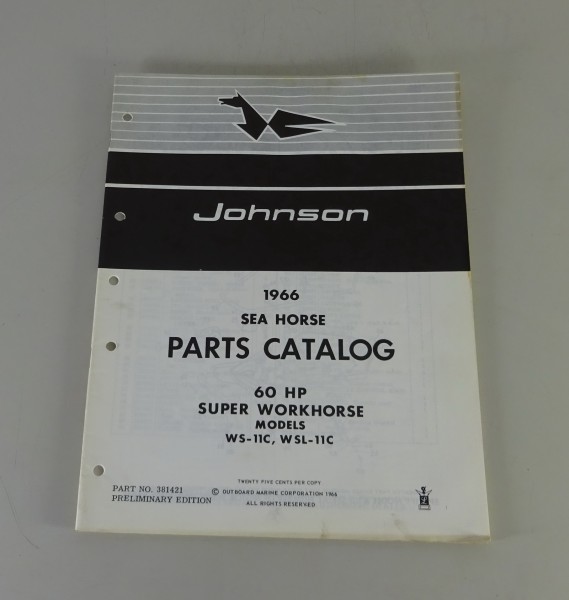 Johnson
1966
SEA HORSE
PARTS CATALOG
60 HP
SUPER WORKHORSE
MODELS
WS-11C, WSL-11C
TWENTY FIVE CENTS PER COPY
PART NO. 381421
PRELIMINARY EDITION
© OUTBOARD MARINE CORPORATION 1966
ALL RIGHTS RESERVED